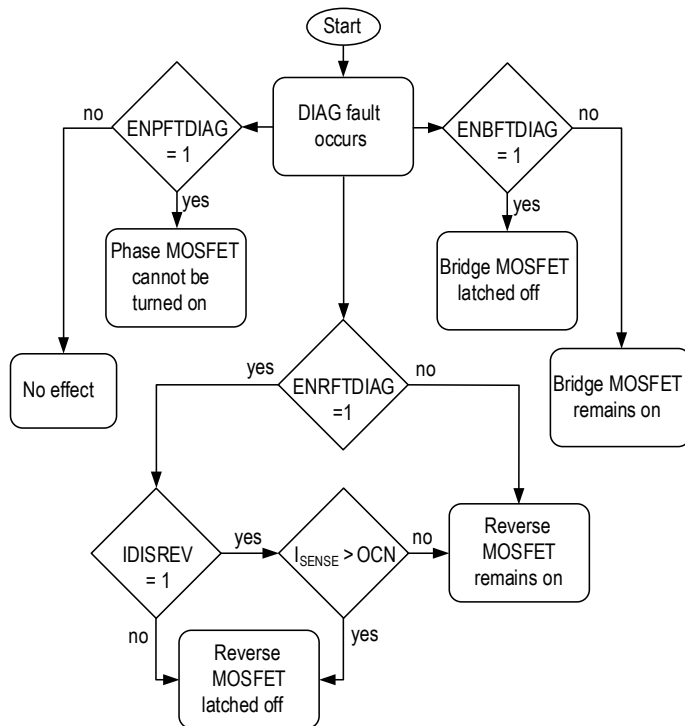 Start
DIAG fault
occurs
no
ENPFTDIAG
= 1
yes
Phase MOSFET
cannot be
turned on
No effect
ENBFTDIAG
= 1
no
yes
Bridge MOSFET
latched off
Bridge MOSFET
remains on
yes
ENRFTDIAG
=1
no
IDISREV
= 1
yes
I_SENSE > OCN
no
Reverse
MOSFET
remains on
no
yes
Reverse
MOSFET
latched off